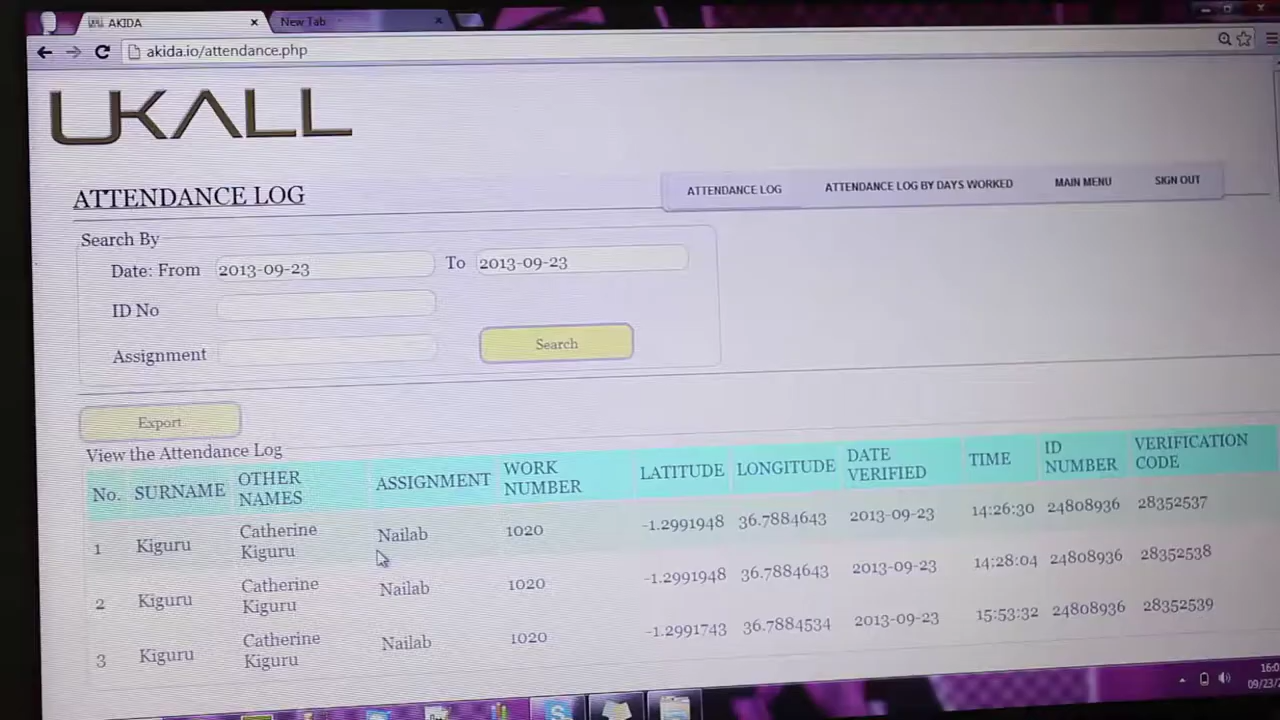 AKIDA
New Tab
akida.io/attendance.php
UKALL
ATTENDANCE LOG
ATTENDANCE LOG
ATTENDANCE LOG BY DAYS WORKED
MAIN MENU
SIGN OUT
Search By
Date: From 2013-09-23 To 2013-09-23
ID No
Assignment
Search
Export
View the Attendance Log
No. SURNAME OTHER NAMES ASSIGNMENT WORK NUMBER LATITUDE LONGITUDE DATE VERIFIED TIME ID NUMBER VERIFICATION CODE
1 Kiguru Catherine Kiguru Nailab 1020 -1.2991948 36.7884643 2013-09-23 14:26:30 24808936 28352537
2 Kiguru Catherine Kiguru Nailab 1020 -1.2991948 36.7884643 2013-09-23 14:28:04 24808936 28352538
3 Kiguru Catherine Kiguru Nailab 1020 -1.2991743 36.7884534 2013-09-23 15:53:32 24808936 28352539